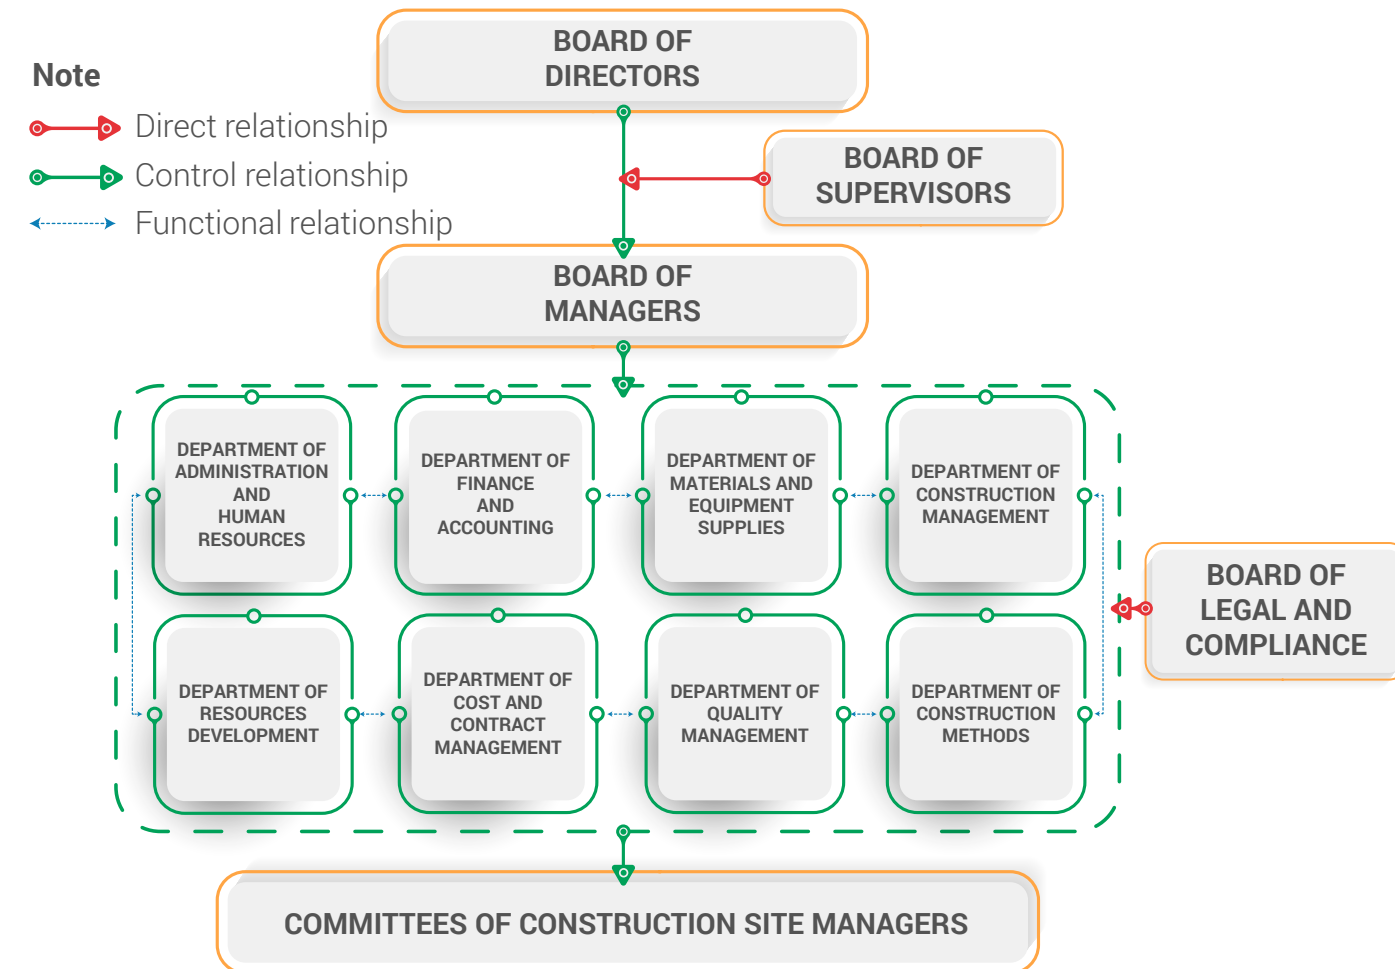 BOARD OF
DIRECTORS
Note
Direct relationship
Control relationship
Functional relationship
BOARD OF
SUPERVISORS
BOARD OF
MANAGERS
DEPARTMENT OF
ADMINISTRATION
AND
HUMAN
RESOURCES
DEPARTMENT OF
FINANCE
AND
ACCOUNTING
DEPARTMENT OF
MATERIALS AND
EQUIPMENT
SUPPLIES
DEPARTMENT OF
CONSTRUCTION
MANAGEMENT
BOARD OF
LEGAL AND
COMPLIANCE
DEPARTMENT OF
RESOURCES
DEVELOPMENT
DEPARTMENT OF
COST AND
CONTRACT
MANAGEMENT
DEPARTMENT OF
QUALITY
MANAGEMENT
DEPARTMENT OF
CONSTRUCTION
METHODS
COMMITTEES OF CONSTRUCTION SITE MANAGERS